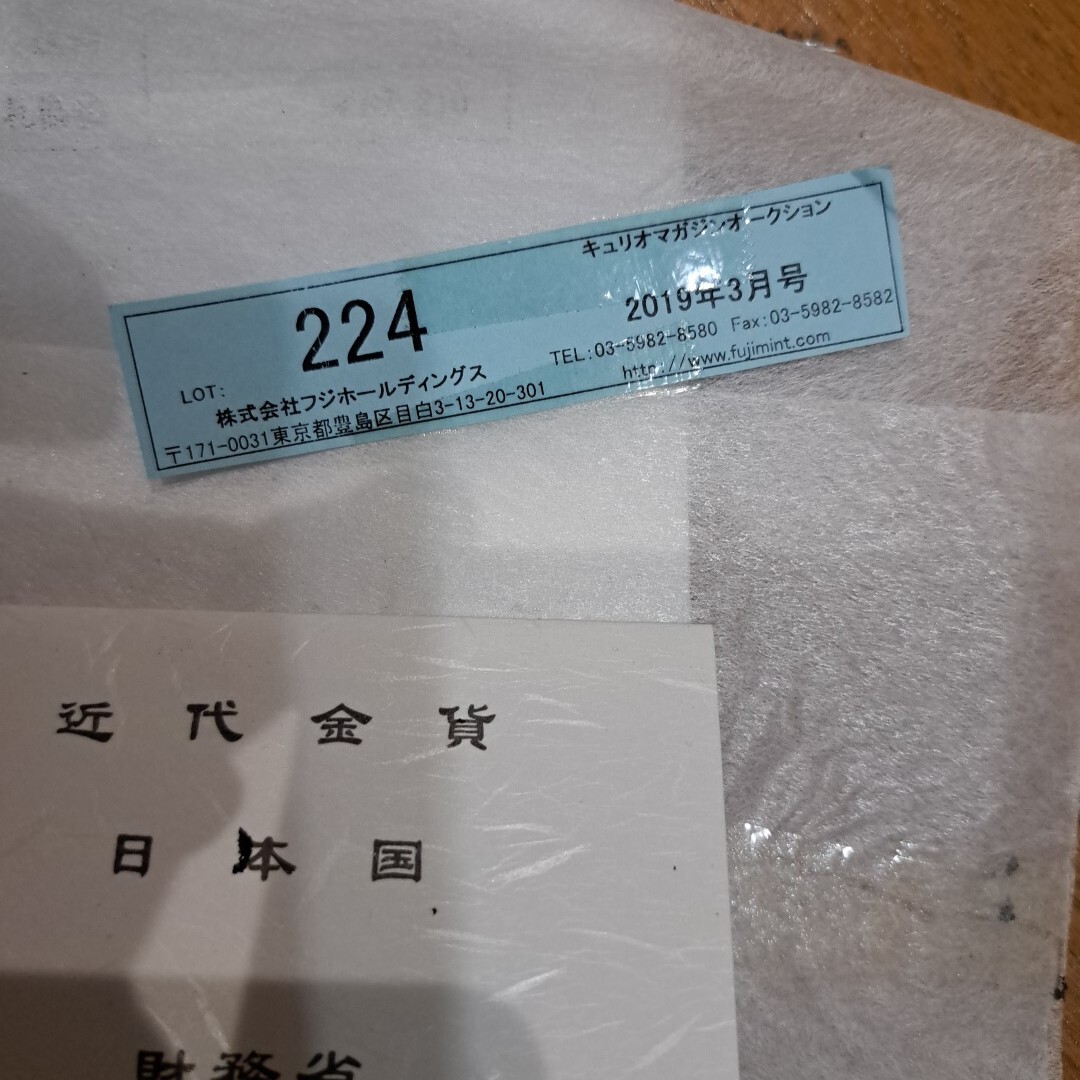 キュリオマガジンオークション
LOT: 224 2019年3月号
株式会社フジホールディングス TEL:03-5982-8580 Fax:03-5982-8582
〒171-0031東京都豊島区目白3-13-20-301 http://www.fujimint.com
近代金貨
日本国
財務省